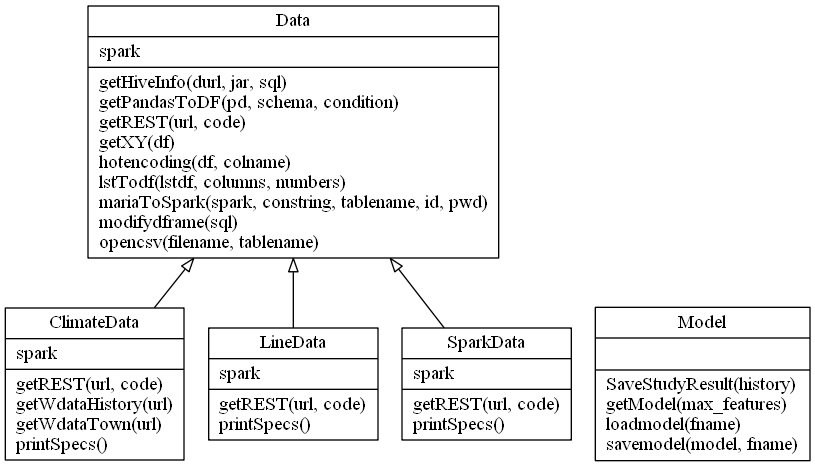 Data
spark
getHiveInfo(durl, jar, sql)
getPandasToDF(pd, schema, condition)
getREST(url, code)
getXY(df)
hotencoding(df, colname)
lstTodf(lstdf, columns, numbers)
mariaToSpark(spark, constring, tablename, id, pwd)
modifydframe(sql)
opencsv(filename, tablename)
ClimateData
spark
getREST(url, code)
getWdataHistory(url)
getWdataTown(url)
printSpecs()
LineData
spark
getREST(url, code)
printSpecs()
SparkData
spark
getREST(url, code)
printSpecs()
Model
SaveStudyResult(history)
getModel(max_features)
loadmodel(fname)
savemodel(model, fname)